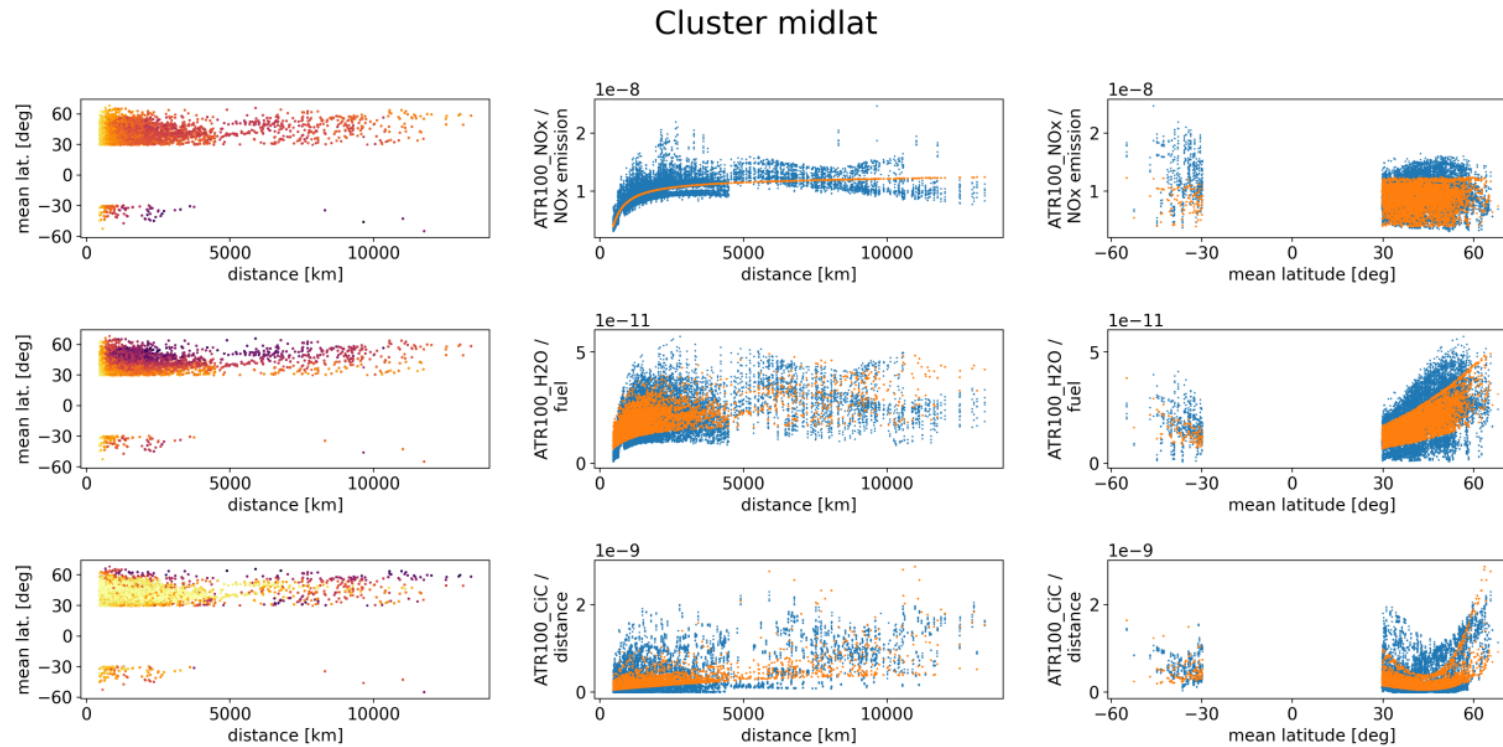 Cluster midlat
mean lat. [deg]
60
30
0
−30
−60
0
5000
10000
distance [km]
1e−8
ATR100_NOx /
NOx emission
2
1
0
5000
10000
distance [km]
1e−8
ATR100_NOx /
NOx emission
2
1
−60
−30
0
30
60
mean latitude [deg]
mean lat. [deg]
60
30
0
−30
−60
0
5000
10000
distance [km]
1e−11
ATR100_H2O /
fuel
5
0
0
5000
10000
distance [km]
1e−11
ATR100_H2O /
fuel
5
0
−60
−30
0
30
60
mean latitude [deg]
mean lat. [deg]
60
30
0
−30
−60
0
5000
10000
distance [km]
1e−9
ATR100_CiC /
distance
2
0
0
5000
10000
distance [km]
1e−9
ATR100_CiC /
distance
2
0
−60
−30
0
30
60
mean latitude [deg]